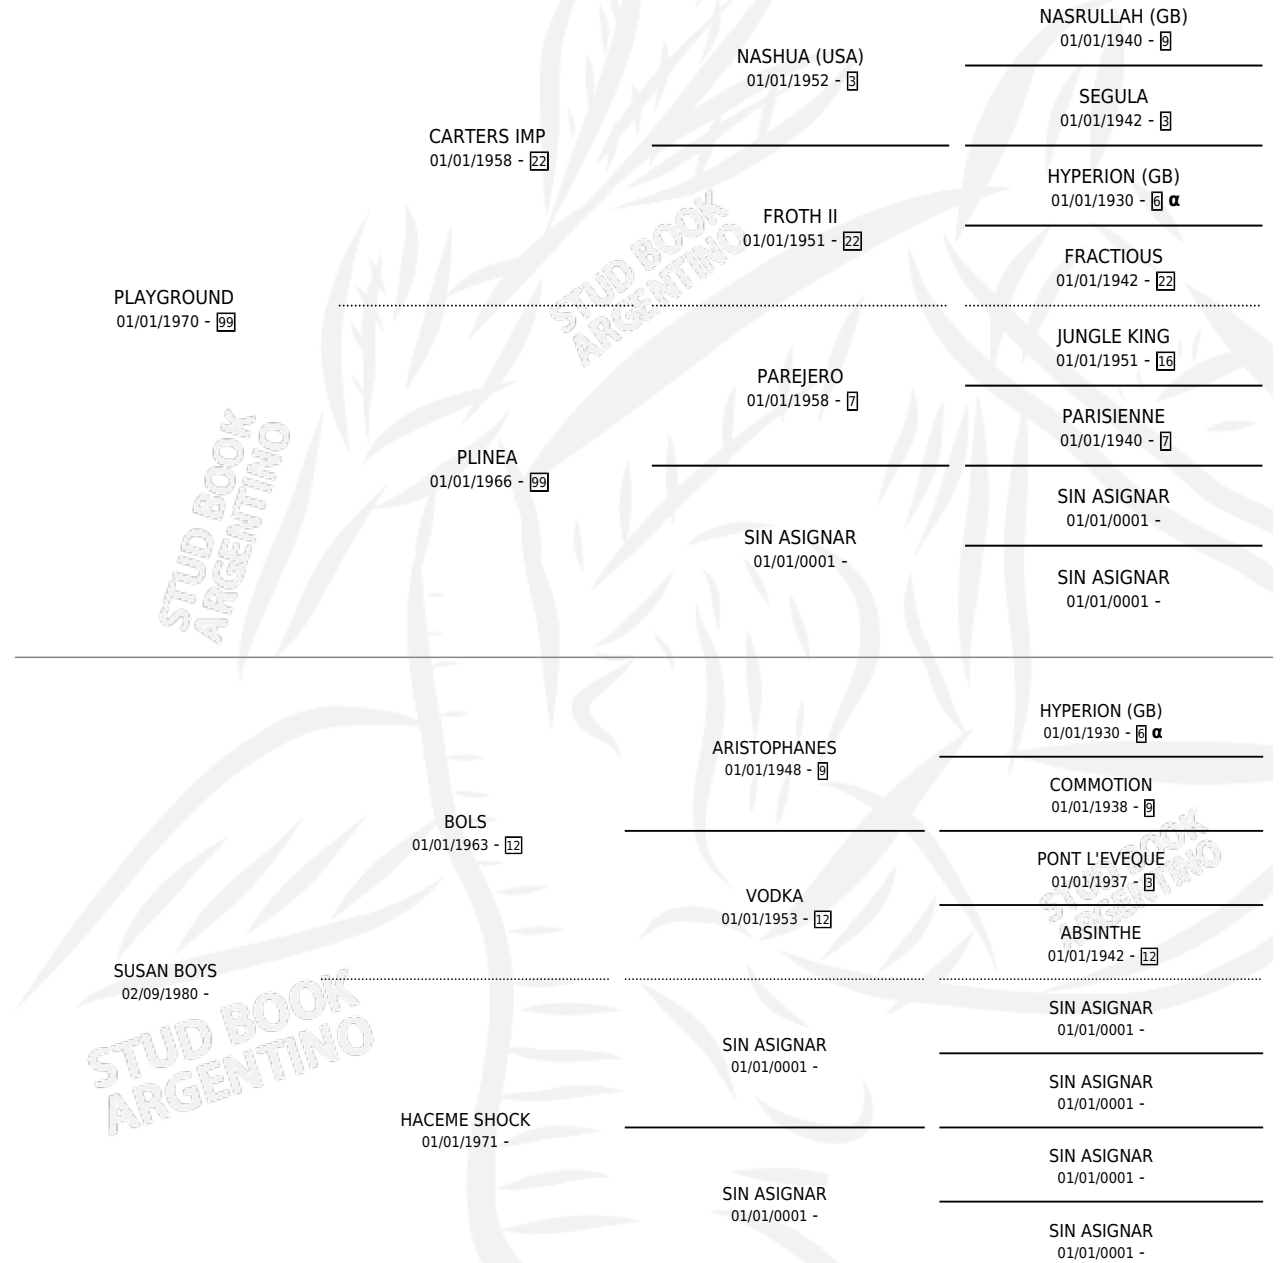 NASRULLAH (GB)
01/01/1940 - 9
NASHUA (USA)
01/01/1952 - 3
SEGULA
01/01/1942 - 3
CARTERS IMP
01/01/1958 - 22
HYPERION (GB)
01/01/1930 - 6 α
FROTH II
01/01/1951 - 22
FRACTIOUS
01/01/1942 - 22
PLAYGROUND
01/01/1970 - 99
JUNGLE KING
01/01/1951 - 16
PAREJERO
01/01/1958 - 7
PARISIENNE
01/01/1940 - 7
PLINEA
01/01/1966 - 99
SIN ASIGNAR
01/01/0001 -
SIN ASIGNAR
01/01/0001 -
SIN ASIGNAR
01/01/0001 -
HYPERION (GB)
01/01/1930 - 6 α
ARISTOPHANES
01/01/1948 - 9
COMMOTION
01/01/1938 - 9
BOLS
01/01/1963 - 12
PONT L'EVEQUE
01/01/1937 - 3
VODKA
01/01/1953 - 12
ABSINTHE
01/01/1942 - 12
SUSAN BOYS
02/09/1980 -
SIN ASIGNAR
01/01/0001 -
SIN ASIGNAR
01/01/0001 -
SIN ASIGNAR
01/01/0001 -
HACEME SHOCK
01/01/1971 -
SIN ASIGNAR
01/01/0001 -
SIN ASIGNAR
01/01/0001 -
SIN ASIGNAR
01/01/0001 -
STUD BOOK
ARGENTINO
STUD BOOK
ARGENTINO
STUD BOOK
ARGENTINO
STUD BOOK
ARGENTINO